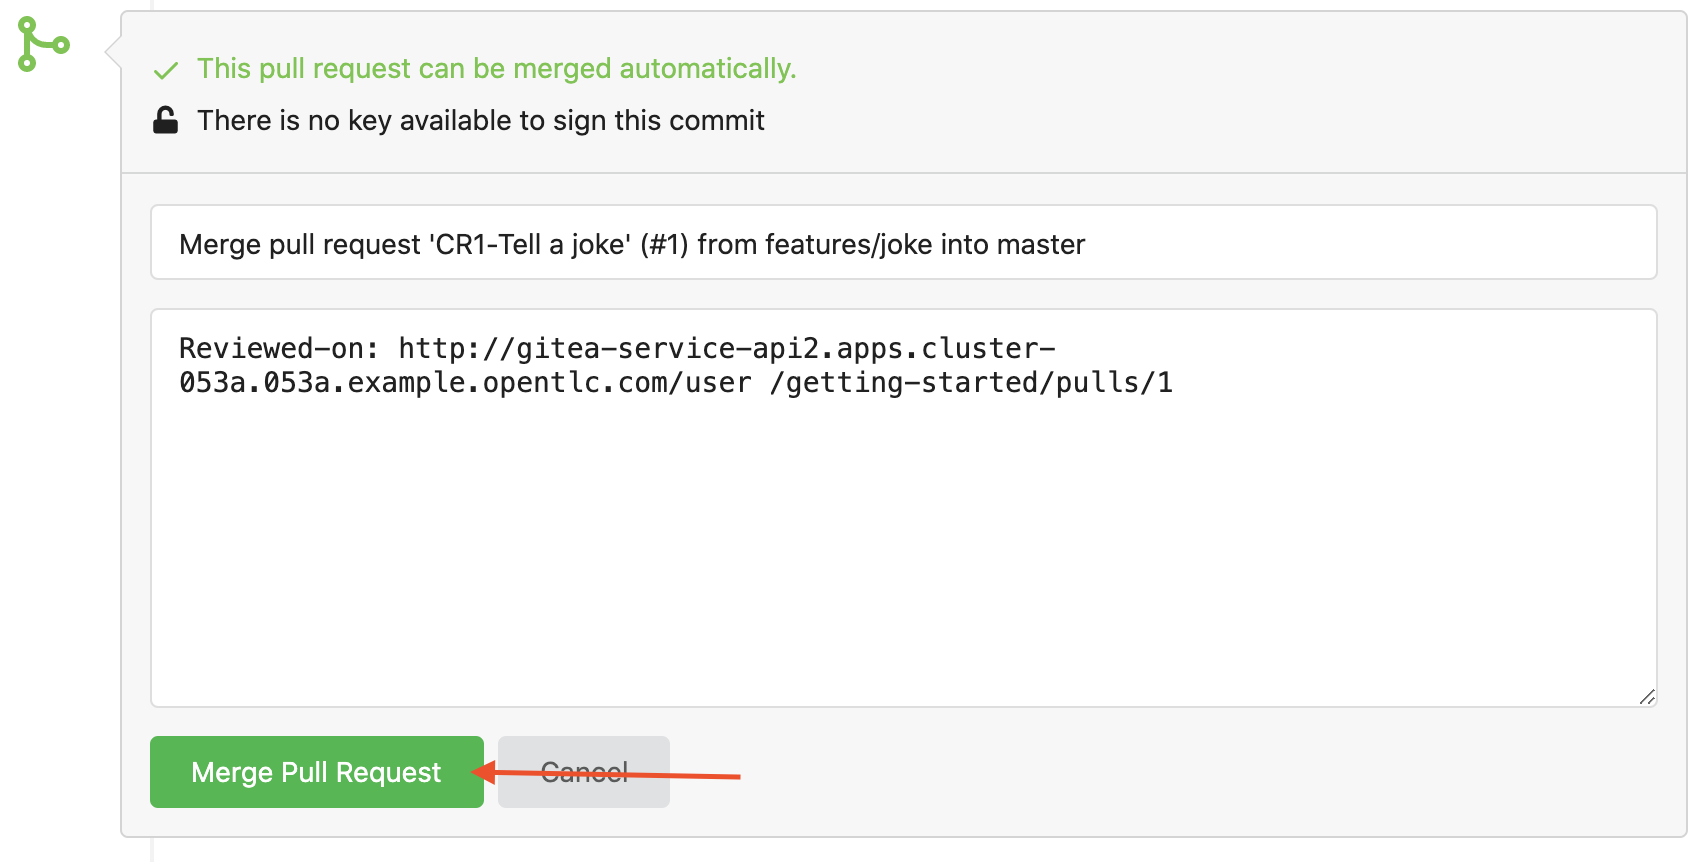 This pull request can be merged automatically.
There is no key available to sign this commit
Merge pull request 'CR1-Tell a joke' (#1) from features/joke into master
Reviewed-on: http://gitea-service-api2.apps.cluster-
053a.053a.example.opentlc.com/user /getting-started/pulls/1
Merge Pull Request
Cancel